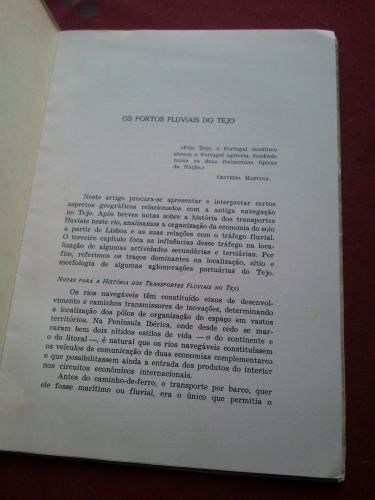 OS PORTOS FLUVIAIS DO TEJO
«Pelo Tejo, o Portugal marítimo
abraça o Portugal agrícola, fundindo
numa as duas fisionomias típicas
da Nação.»
OLIVEIRA MARTINS.
Neste artigo procura-se apresentar e interpretar certos
aspectos geográficos relacionados com a antiga navegação
no Tejo. Após breves notas sobre a história dos transportes
fluviais neste rio, analisamos a organização da economia do solo
a partir de Lisboa e as suas relações com o tráfego fluvial.
O terceiro capítulo foca as influências desse tráfego na loca-
lização de algumas actividades secundárias e terciárias. Por
fim, referimos os traços dominantes na localização, sítio e
morfologia de algumas aglomerações portuárias do Tejo.
NOTAS PARA A HISTÓRIA DOS TRANSPORTES FLUVIAIS NO TEJO
Os rios navegáveis têm constituído eixos de desenvol-
vimento e caminhos transmissores de inovações, determinando
a localização dos pólos de organização do espaço em vastos
territórios. Na Península Ibérica, onde desde cedo se mar-
caram bem dois nítidos estilos de vida — o do continente e
o do litoral —, é natural que os rios navegáveis constituíssem
os veículos de comunicação de duas economias complementares
e que possibilitassem ainda a entrada dos produtos do interior
nos circuitos económicos internacionais.
Antes do caminho-de-ferro, o transporte por barco, quer
ele fosse marítimo ou fluvial, era o único que permitia o